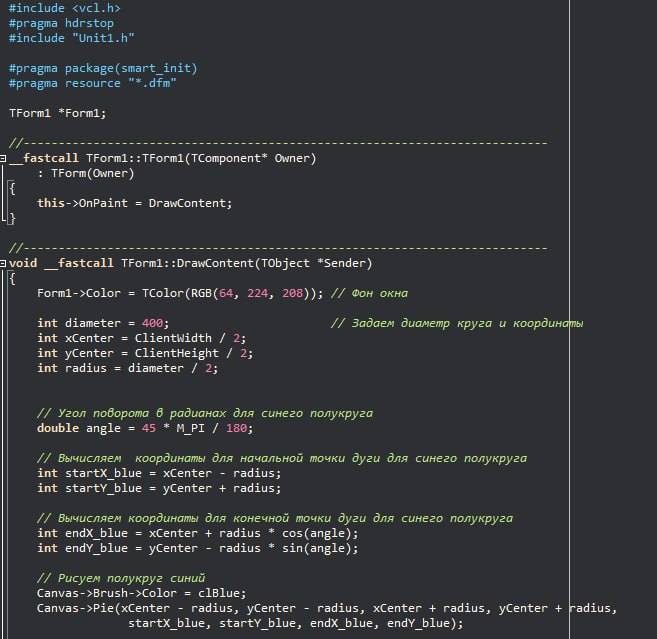 #include <vcl.h>
#pragma hdrstop
#include "Unit1.h"

#pragma package(smart_init)
#pragma resource "*.dfm"

TForm1 *Form1;

//---------------------------------------------------------------------------
__fastcall TForm1::TForm1(TComponent* Owner)
    : TForm(Owner)
{
    this->OnPaint = DrawContent;
}

//---------------------------------------------------------------------------
void __fastcall TForm1::DrawContent(TObject *Sender)
{
    Form1->Color = TColor(RGB(64, 224, 208)); // Фон окна

    int diameter = 400;                       // Задаем диаметр круга и координаты
    int xCenter = ClientWidth / 2;
    int yCenter = ClientHeight / 2;
    int radius = diameter / 2;


    // Угол поворота в радианах для синего полукруга
    double angle = 45 * M_PI / 180;

    // Вычисляем  координаты для начальной точки дуги для синего полукруга
    int startX_blue = xCenter - radius;
    int startY_blue = yCenter + radius;

    // Вычисляем координаты для конечной точки дуги для синего полукруга
    int endX_blue = xCenter + radius * cos(angle);
    int endY_blue = yCenter - radius * sin(angle);

    // Рисуем полукруг синий
    Canvas->Brush->Color = clBlue;
    Canvas->Pie(xCenter - radius, yCenter - radius, xCenter + radius, yCenter + radius,
                startX_blue, startY_blue, endX_blue, endY_blue);